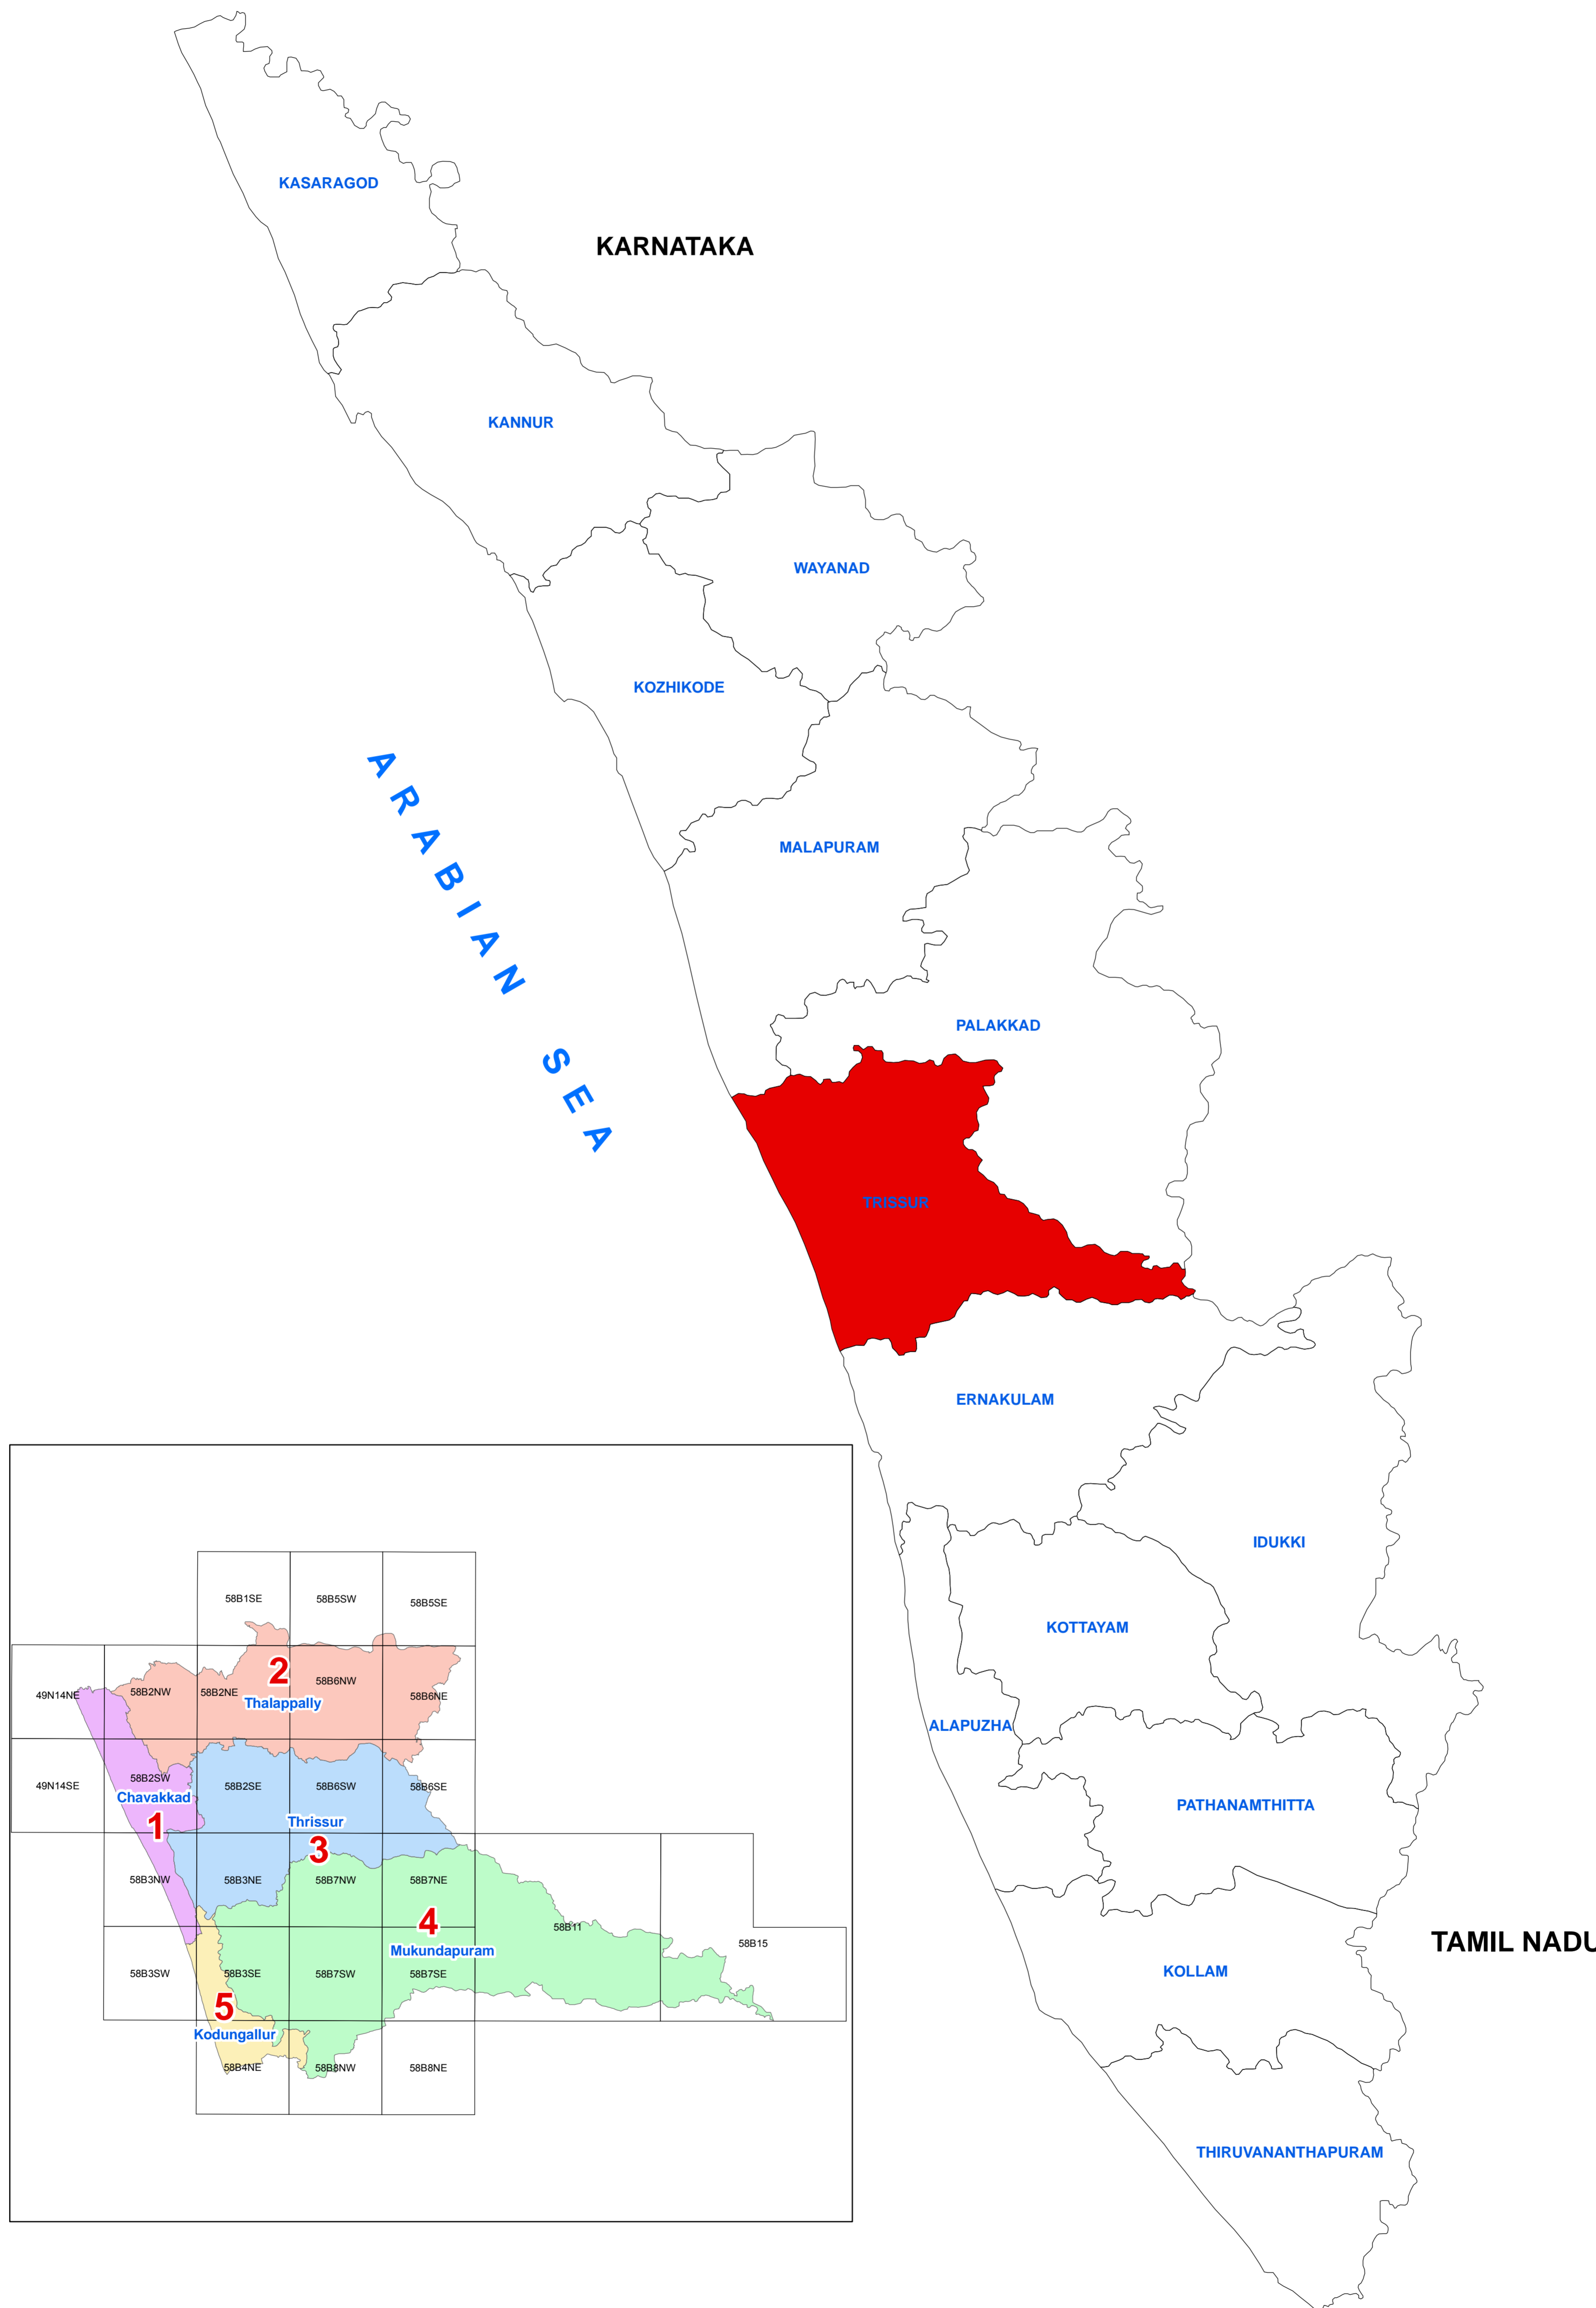 KASARAGOD
KARNATAKA
KANNUR
WAYANAD
KOZHIKODE
ARABIAN SEA
MALAPURAM
PALAKKAD
TRISSUR
ERNAKULAM
IDUKKI
KOTTAYAM
ALAPUZHA
PATHANAMTHITTA
TAMIL NADU
KOLLAM
THIRUVANANTHAPURAM
58B1SE
58B5SW
58B5SE
49N14NE
58B2NW
58B2NE
2
58B6NW
58B6NE
Thalappally
49N14SE
58B2SW
58B2SE
58B6SW
58B6SE
Chavakkad
1
Thrissur
3
58B3NW
58B3NE
58B7NW
58B7NE
4
58B11
58B15
Mukundapuram
58B3SW
58B3SE
58B7SW
58B7SE
5
Kodungallur
58B4NE
58B8NW
58B8NE